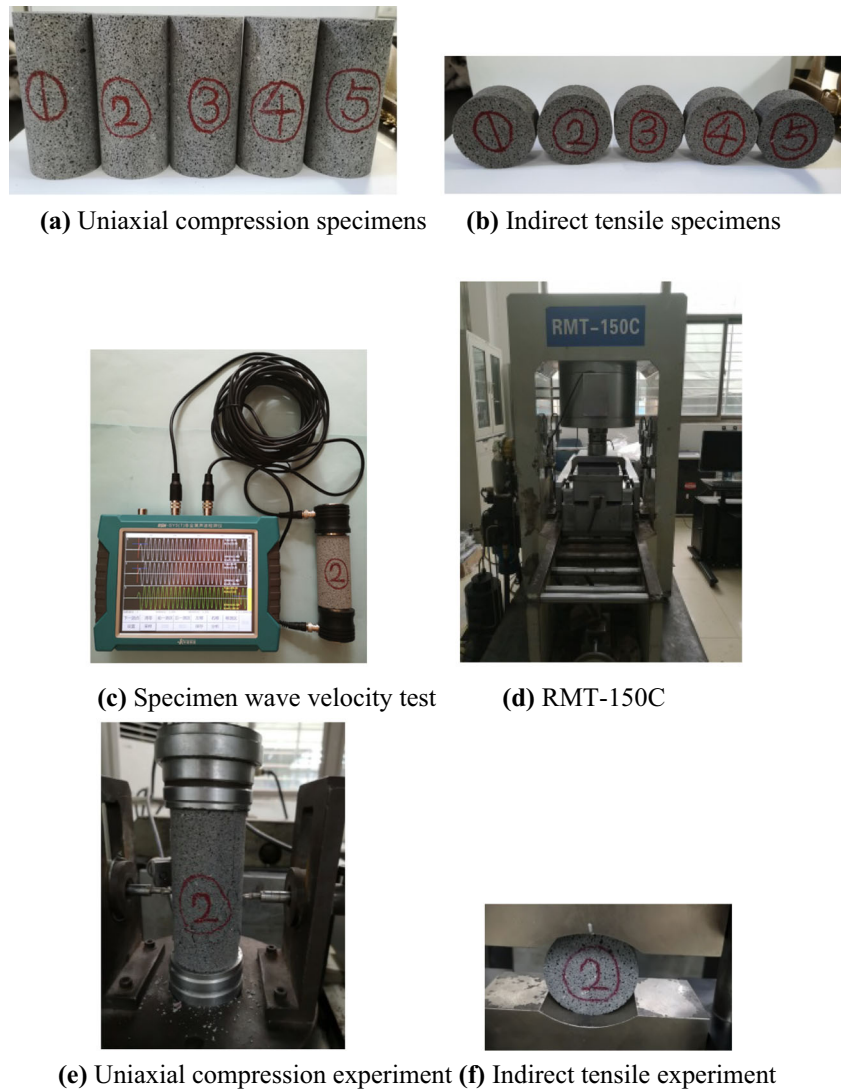 ① ② ③ ④ ⑤
① ② ③ ④ ⑤
(a) Uniaxial compression specimens
(b) Indirect tensile specimens
RMT-150C
②
(c) Specimen wave velocity test
(d) RMT-150C
②
②
(e) Uniaxial compression experiment
(f) Indirect tensile experiment